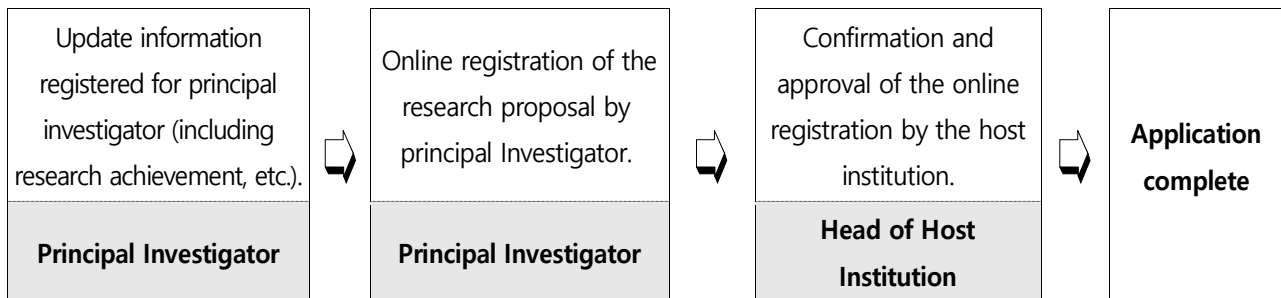 Update information
registered for principal
investigator (including
research achievement, etc.).
Principal Investigator
Online registration of the
research proposal by
principal Investigator.
Principal Investigator
Confirmation and
approval of the online
registration by the host
institution.
Head of Host
Institution
Application
complete